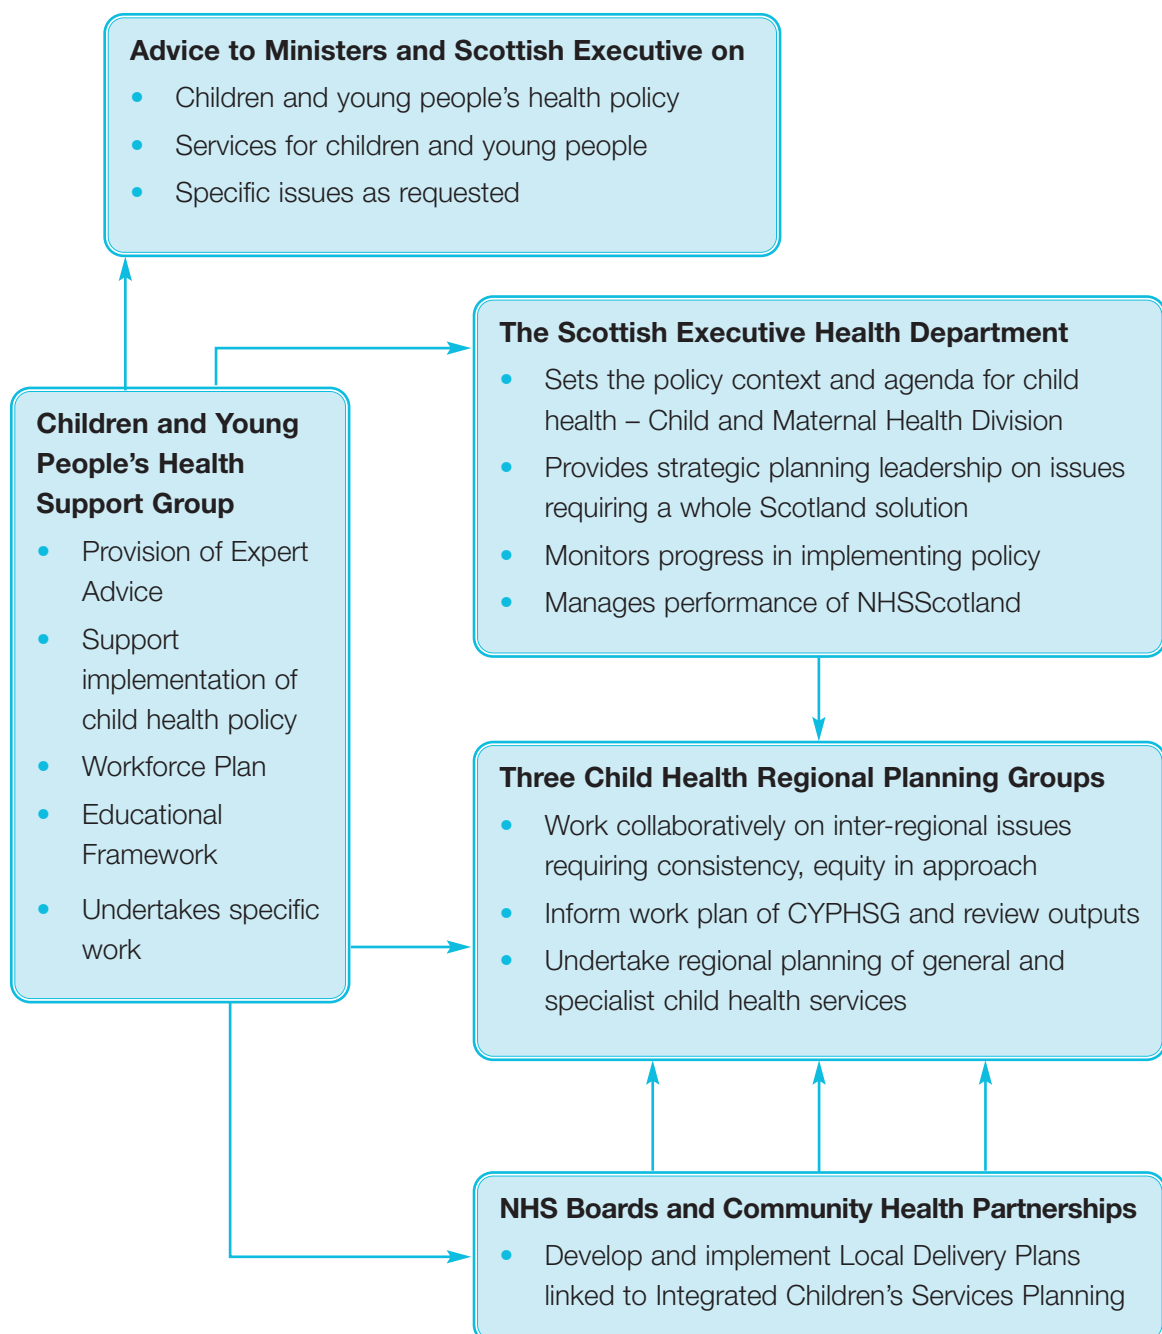 Advice to Ministers and Scottish Executive on
• Children and young people’s health policy
• Services for children and young people
• Specific issues as requested
The Scottish Executive Health Department
• Sets the policy context and agenda for child
health – Child and Maternal Health Division
• Provides strategic planning leadership on issues
requiring a whole Scotland solution
• Monitors progress in implementing policy
• Manages performance of NHSScotland
Children and Young
People’s Health
Support Group
• Provision of Expert
Advice
• Support
implementation of
child health policy
• Workforce Plan
• Educational
Framework
• Undertakes specific
work
Three Child Health Regional Planning Groups
• Work collaboratively on inter-regional issues
requiring consistency, equity in approach
• Inform work plan of CYPHSG and review outputs
• Undertake regional planning of general and
specialist child health services
NHS Boards and Community Health Partnerships
• Develop and implement Local Delivery Plans
linked to Integrated Children’s Services Planning